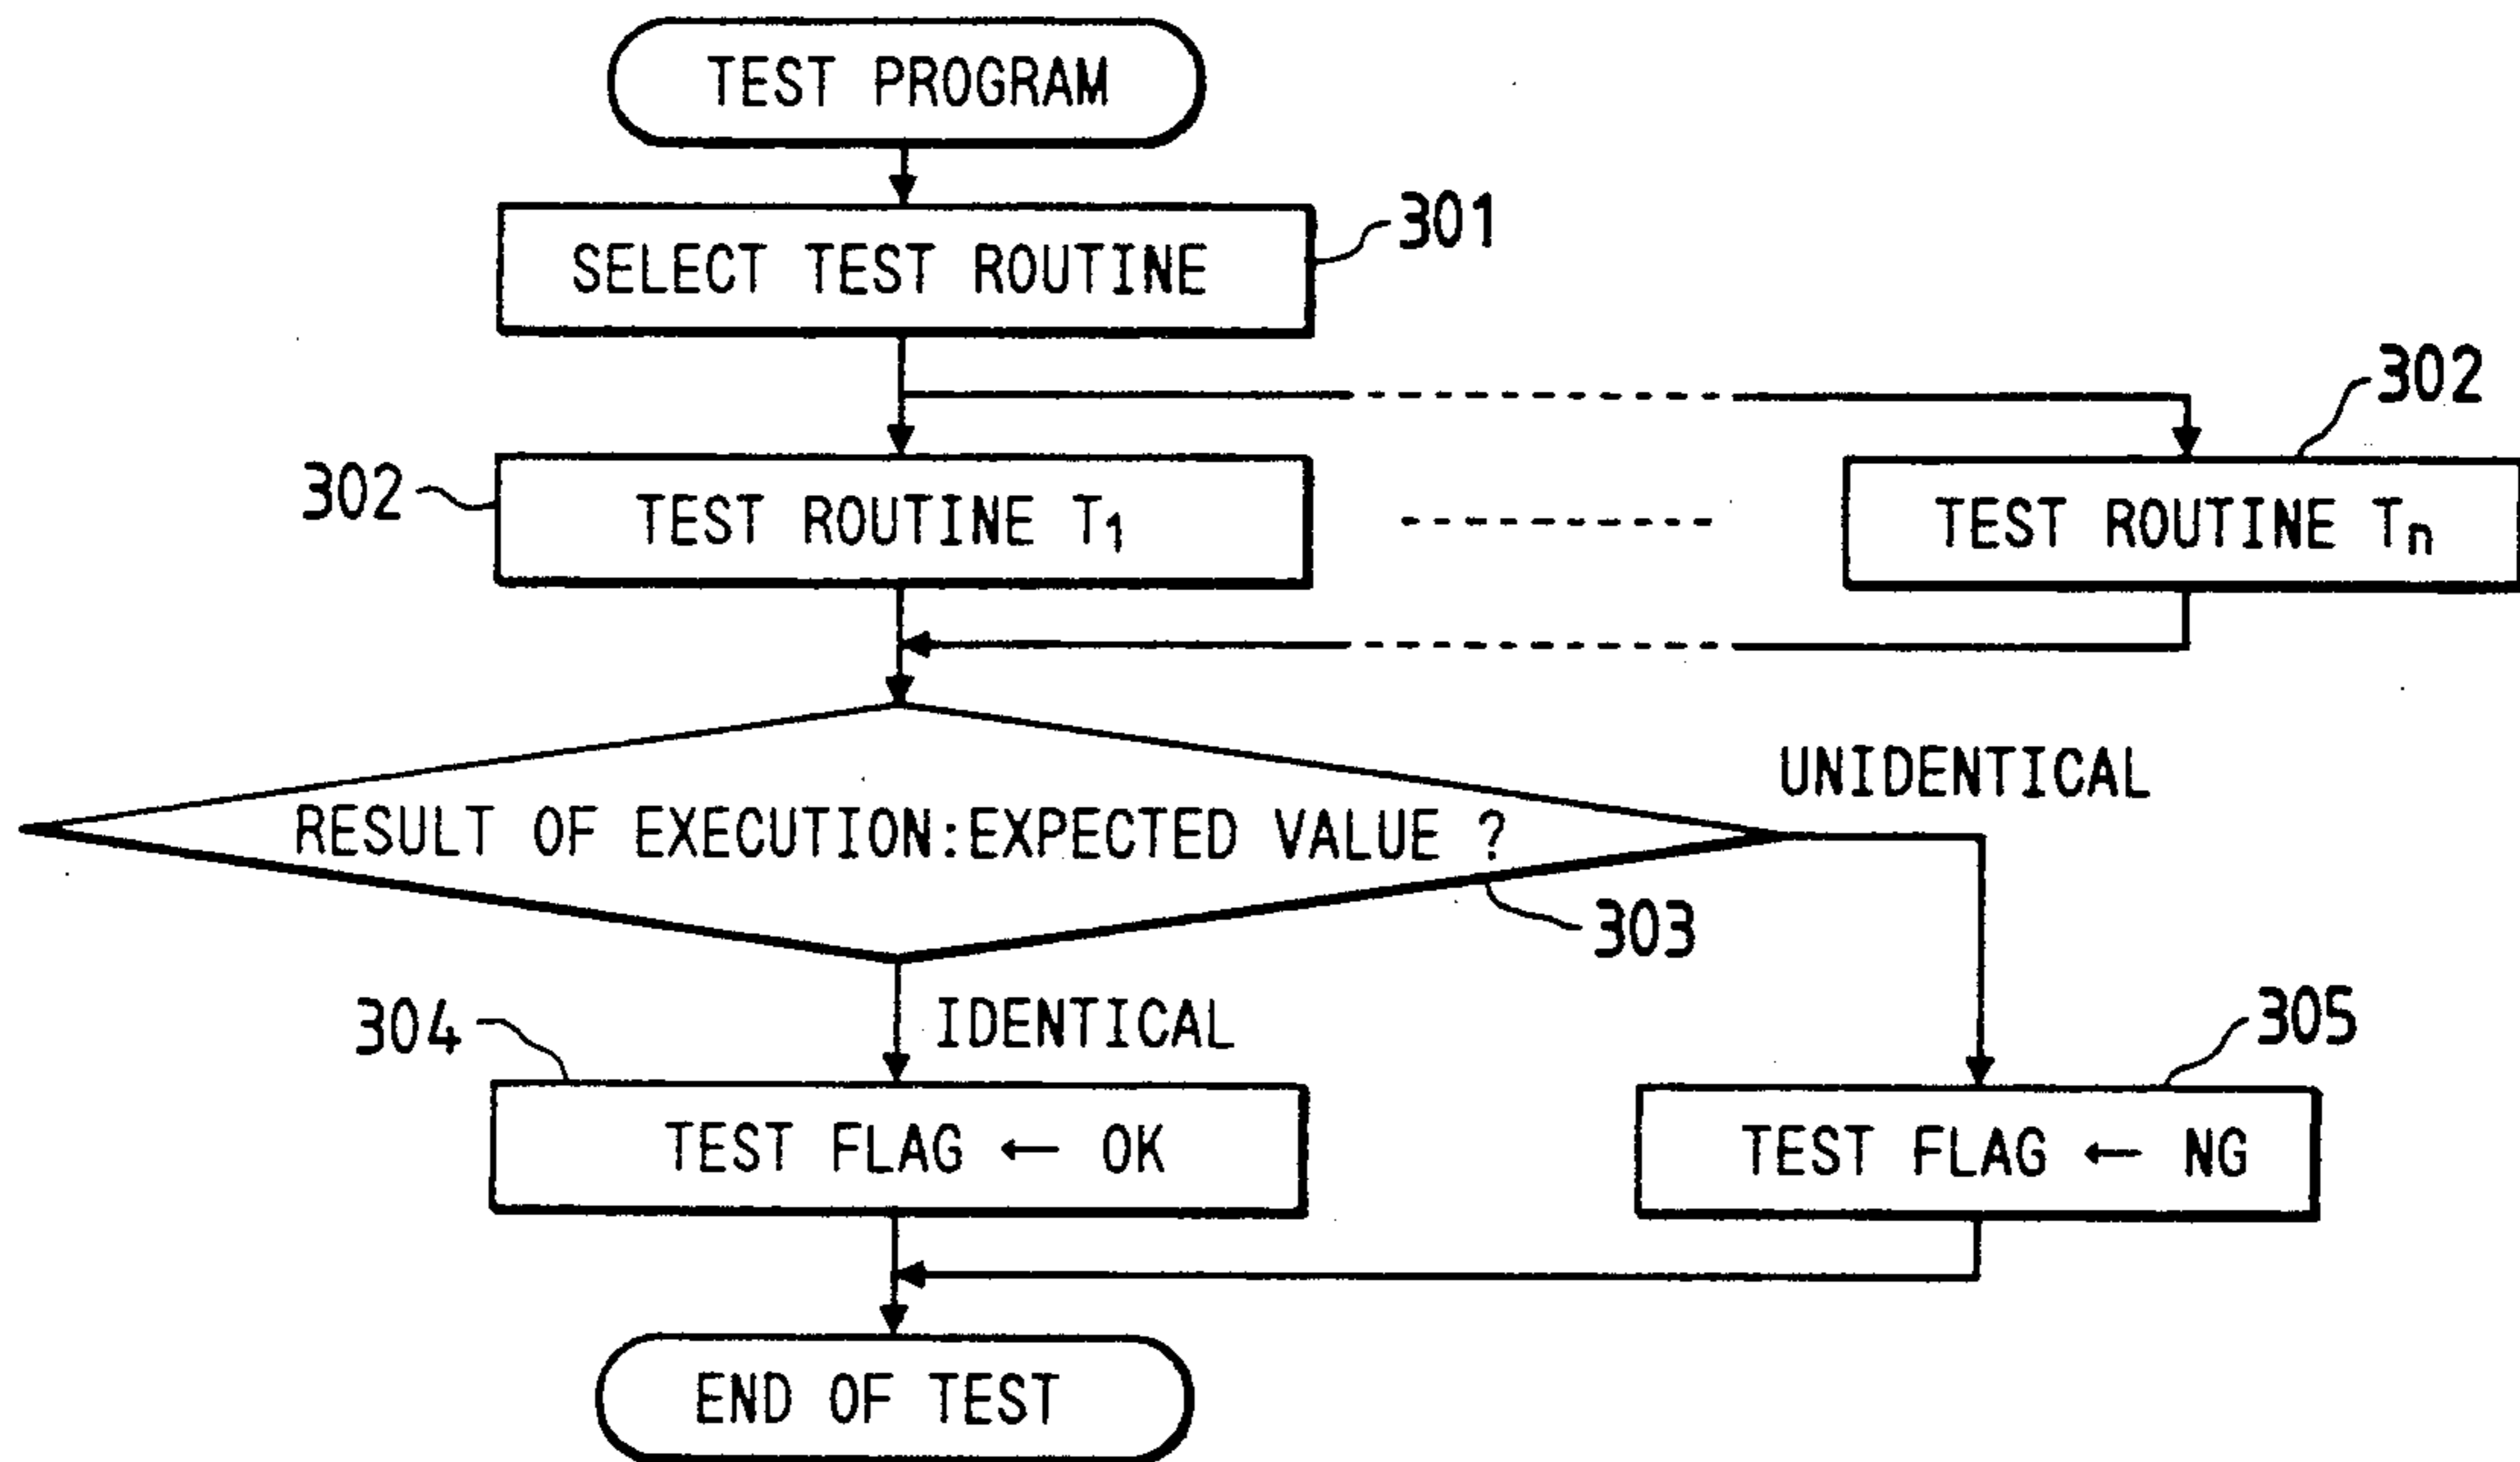 TEST PROGRAM
SELECT TEST ROUTINE
301
302
302
TEST ROUTINE T1
TEST ROUTINE Tn
UNIDENTICAL
RESULT OF EXECUTION:EXPECTED VALUE ?
303
IDENTICAL
304
305
TEST FLAG ← OK
TEST FLAG ← NG
END OF TEST